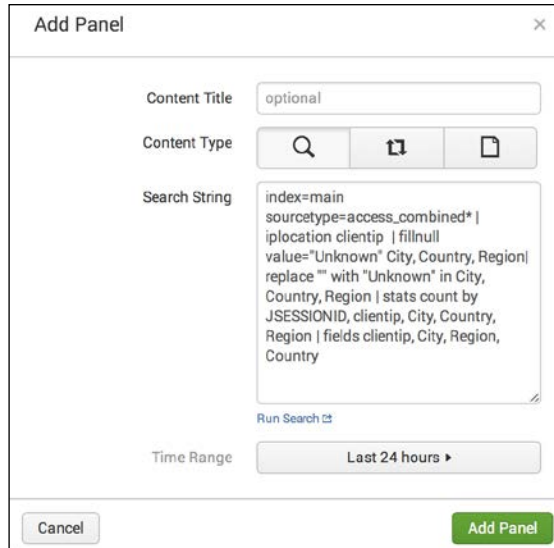 Add Panel ×
Content Title optional
Content Type
Search String index=main
sourcetype=access_combined* |
iplocation clientip | fillnull
value="Unknown" City, Country, Region|
replace "" with "Unknown" in City,
Country, Region | stats count by
JSESSIONID, clientip, City, Country,
Region | fields clientip, City, Region,
Country
Run Search
Time Range Last 24 hours
Cancel Add Panel